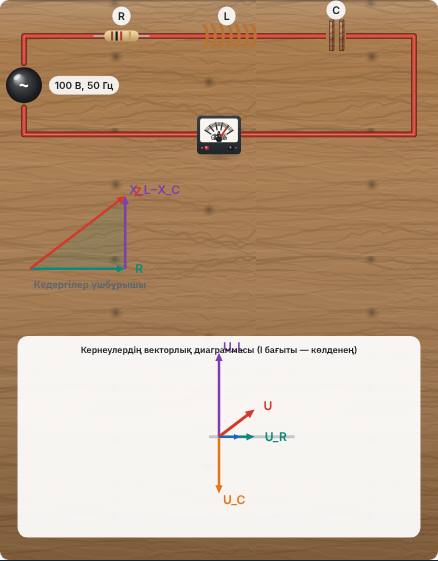 R
L
C
~
100 В, 50 Гц
Z
X_L−X_C
R
Кедергілер үшбұрышы
Кернеулердің векторлық диаграммасы (I бағыты — көлденең)
U_L
U
U_R
U_C